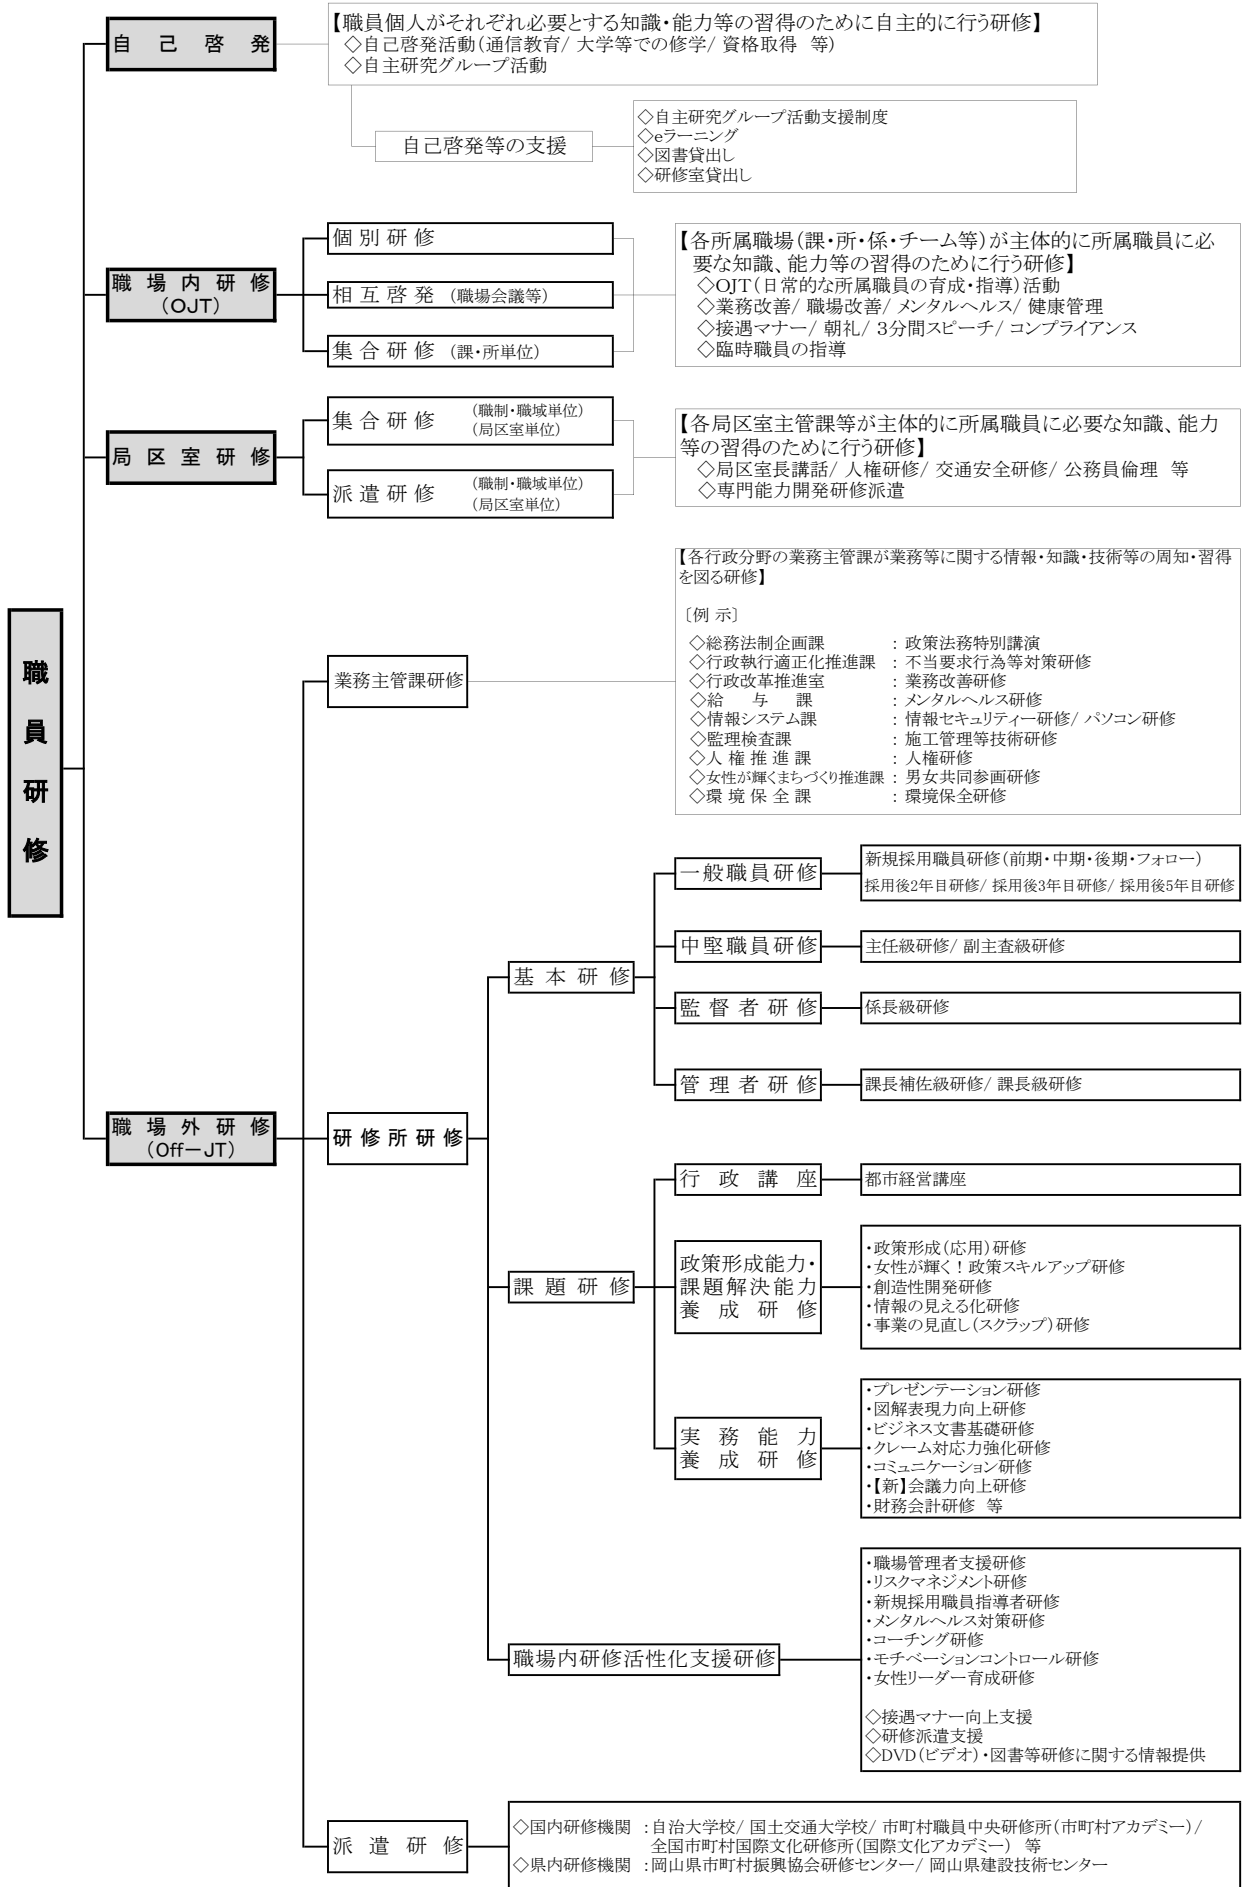 職員研修
自己啓発
【職員個人がそれぞれ必要とする知識・能力等の習得のために自主的に行う研修】
◇自己啓発活動(通信教育/ 大学等での修学/ 資格取得 等)
◇自主研究グループ活動
自己啓発等の支援
◇自主研究グループ活動支援制度
◇eラーニング
◇図書貸出し
◇研修室貸出し
職場内研修
(OJT)
個別研修
相互啓発 (職場会議等)
集合研修 (課・所単位)
【各所属職場(課・所・係・チーム等)が主体的に所属職員に必
要な知識、能力等の習得のために行う研修】
◇OJT(日常的な所属職員の育成・指導)活動
◇業務改善/ 職場改善/ メンタルヘルス/ 健康管理
◇接遇マナー/ 朝礼/ 3分間スピーチ/ コンプライアンス
◇臨時職員の指導
局区室研修
集合研修 (職制・職域単位)
(局区室単位)
派遣研修 (職制・職域単位)
(局区室単位)
【各局区室主管課等が主体的に所属職員に必要な知識、能力
等の習得のために行う研修】
◇局区室長講話/ 人権研修/ 交通安全研修/ 公務員倫理 等
◇専門能力開発研修派遣
職場外研修
(Off-JT)
業務主管課研修
【各行政分野の業務主管課が業務等に関する情報・知識・技術等の周知・習得
を図る研修】
〔例 示〕
◇総務法制企画課 : 政策法務特別講演
◇行政執行適正化推進課 : 不当要求行為等対策研修
◇行政改革推進室 : 業務改善研修
◇給 与 課 : メンタルヘルス研修
◇情報システム課 : 情報セキュリティー研修/ パソコン研修
◇監理検査課 : 施工管理等技術研修
◇人権推進課 : 人権研修
◇女性が輝くまちづくり推進課 : 男女共同参画研修
◇環境保全課 : 環境保全研修
研修所研修
基本研修
一般職員研修
新規採用職員研修(前期・中期・後期・フォロー)
採用後2年目研修/ 採用後3年目研修/ 採用後5年目研修
中堅職員研修
主任級研修/ 副主査級研修
監督者研修
係長級研修
管理者研修
課長補佐級研修/ 課長級研修
課題研修
行政講座
都市経営講座
政策形成能力・
課題解決能力
養成研修
・政策形成(応用)研修
・女性が輝く!政策スキルアップ研修
・創造性開発研修
・情報の見える化研修
・事業の見直し(スクラップ)研修
実務能力
養成研修
・プレゼンテーション研修
・図解表現力向上研修
・ビジネス文書基礎研修
・クレーム対応力強化研修
・コミュニケーション研修
・【新】会議力向上研修
・財務会計研修 等
職場内研修活性化支援研修
・職場管理者支援研修
・リスクマネジメント研修
・新規採用職員指導者研修
・メンタルヘルス対策研修
・コーチング研修
・モチベーションコントロール研修
・女性リーダー育成研修
◇接遇マナー向上支援
◇研修派遣支援
◇DVD(ビデオ)・図書等研修に関する情報提供
派遣研修
◇国内研修機関 :自治大学校/ 国土交通大学校/ 市町村職員中央研修所(市町村アカデミー)/
全国市町村国際文化研修所(国際文化アカデミー) 等
◇県内研修機関 :岡山県市町村振興協会研修センター/ 岡山県建設技術センター